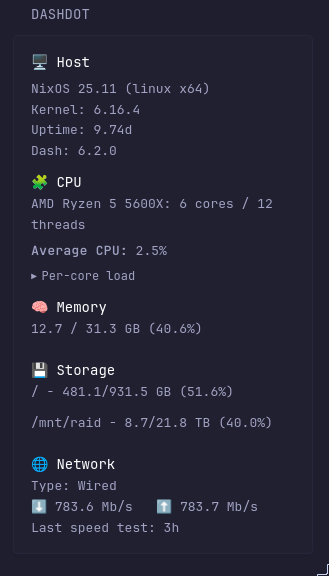 DASHDOT
🖥️ Host
NixOS 25.11 (linux x64)
Kernel: 6.16.4
Uptime: 9.74d
Dash: 6.2.0
🧩 CPU
AMD Ryzen 5 5600X: 6 cores / 12
threads
Average CPU: 2.5%
▸ Per-core load
🧠 Memory
12.7 / 31.3 GB (40.6%)
💾 Storage
/ - 481.1/931.5 GB (51.6%)
/mnt/raid - 8.7/21.8 TB (40.0%)
🌐 Network
Type: Wired
⬇️ 783.6 Mb/s ⬆️ 783.7 Mb/s
Last speed test: 3h